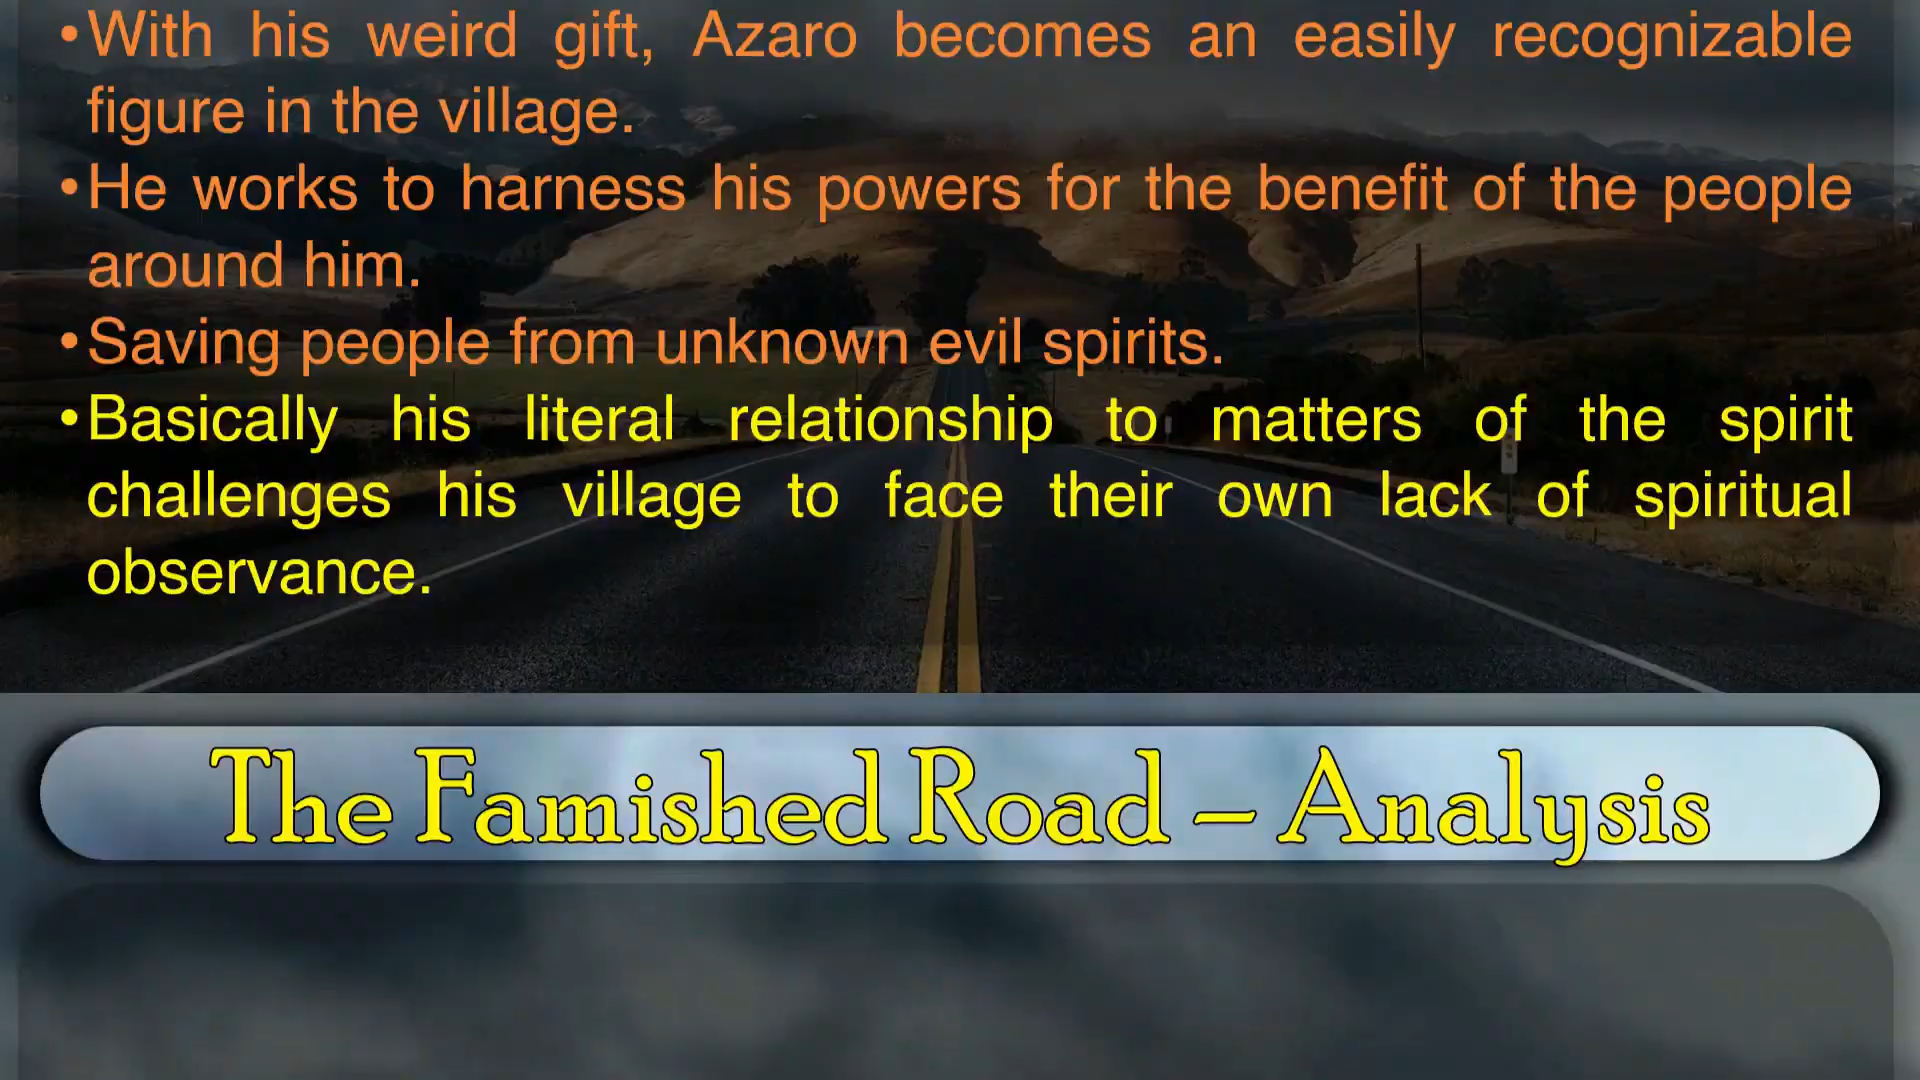 •With his weird gift, Azaro becomes an easily recognizable
figure in the village.
•He works to harness his powers for the benefit of the people
around him.
•Saving people from unknown evil spirits.
•Basically his literal relationship to matters of the spirit
challenges his village to face their own lack of spiritual
observance.
The Famished Road – Analysis